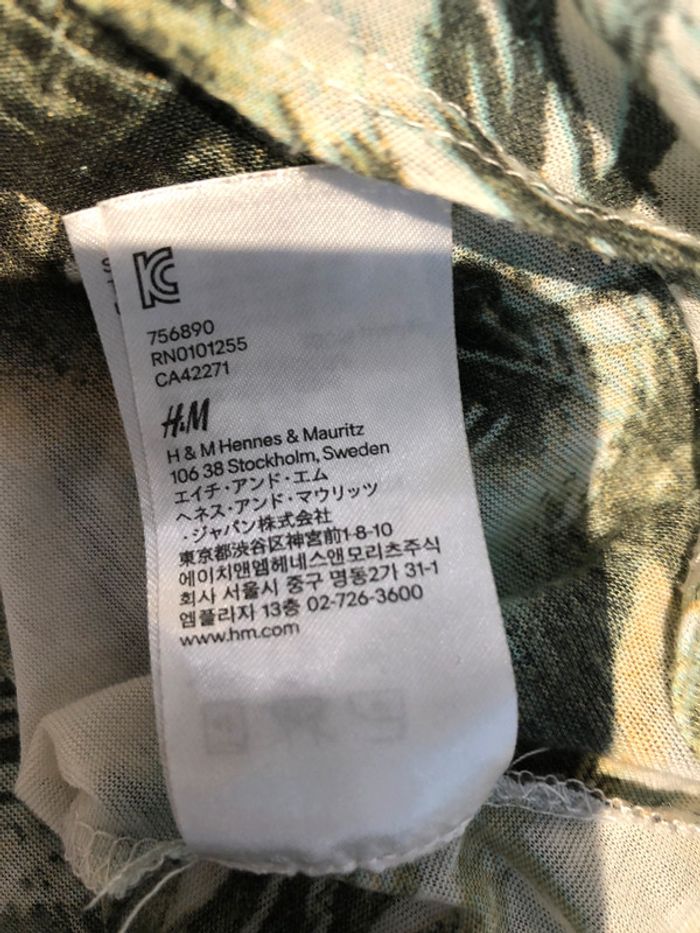 KC
756890
RN0101255
CA42271
H&M
H & M Hennes & Mauritz
106 38 Stockholm, Sweden
エイチ・アンド・エム
ヘネス・アンド・マウリッツ
・ジャパン株式会社
東京都渋谷区神宮前1-8-10
에이치앤엠헤네스앤모리츠주식
회사 서울시 중구 명동2가 31-1
엠플라자 13층 02-726-3600
www.hm.com